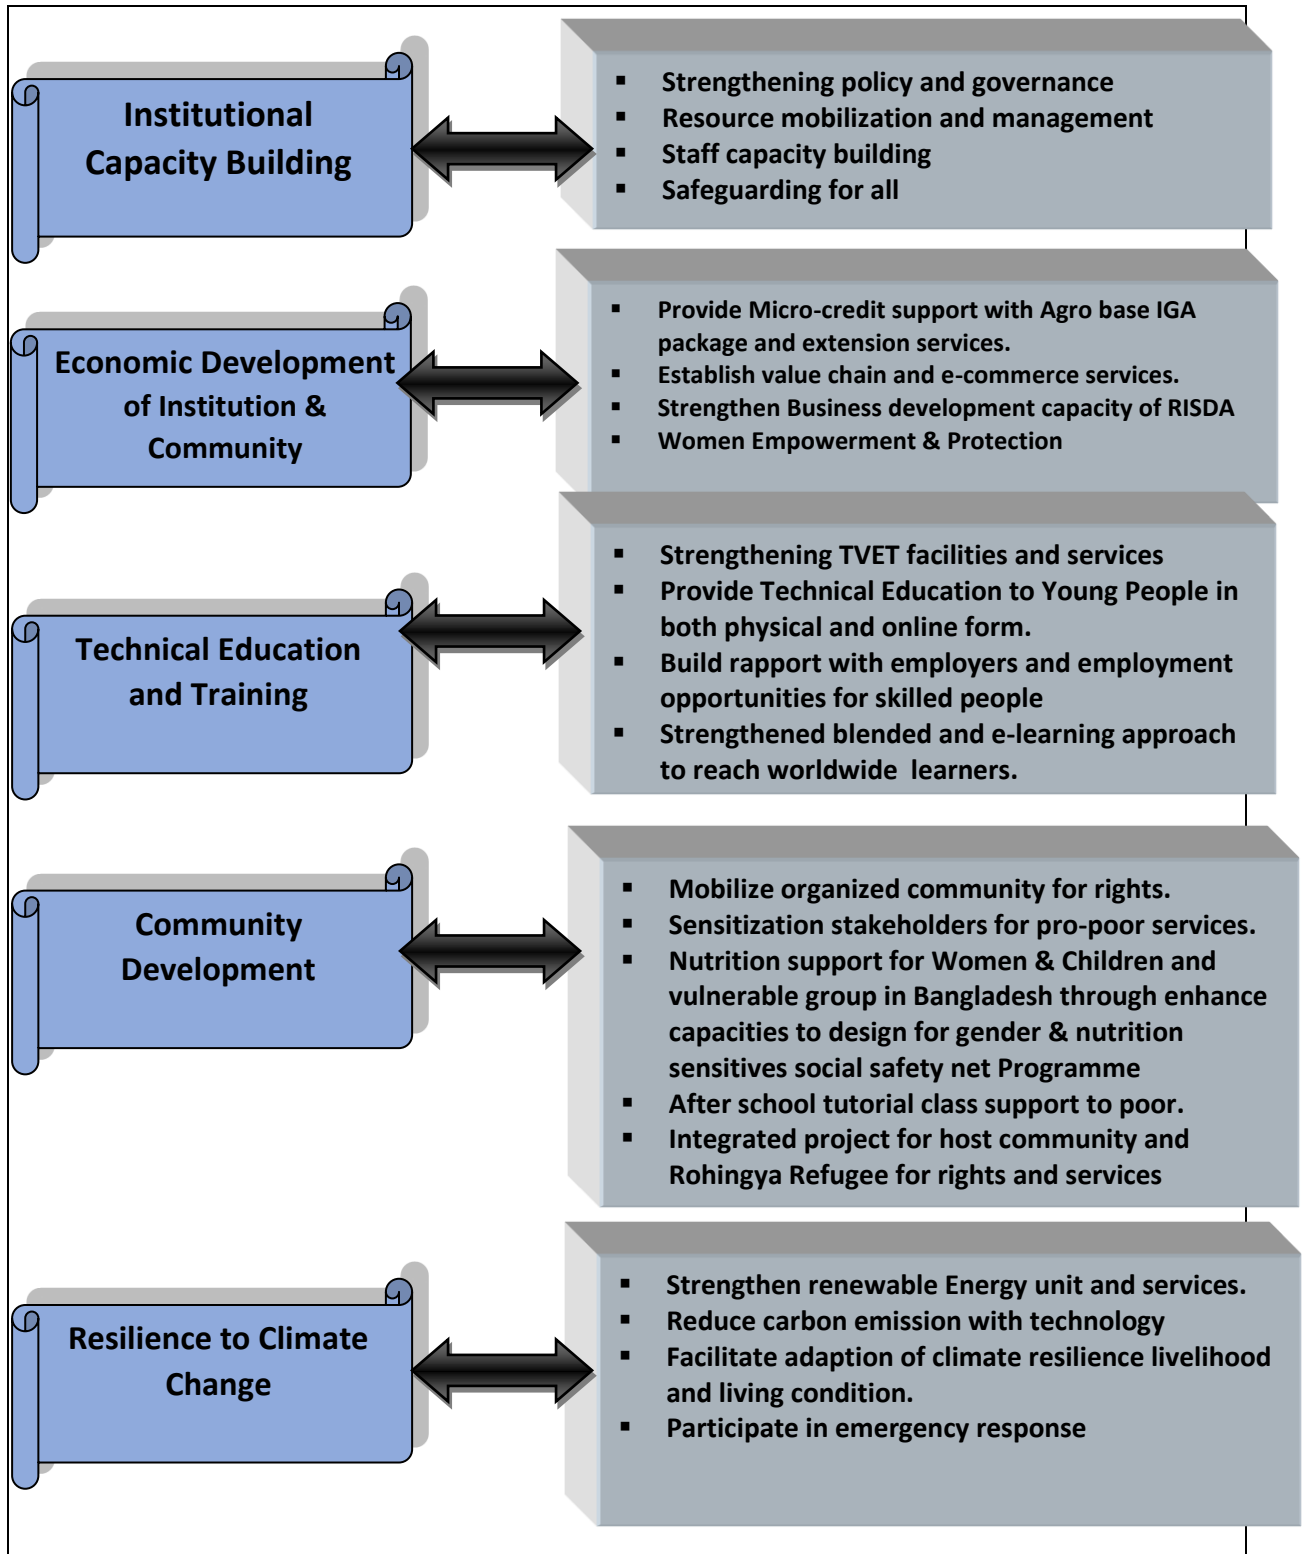 Institutional
Capacity Building
▪ Strengthening policy and governance
▪ Resource mobilization and management
▪ Staff capacity building
▪ Safeguarding for all
Economic Development
of Institution &
Community
▪ Provide Micro-credit support with Agro base IGA
package and extension services.
▪ Establish value chain and e-commerce services.
▪ Strengthen Business development capacity of RISDA
▪ Women Empowerment & Protection
Technical Education
and Training
▪ Strengthening TVET facilities and services
▪ Provide Technical Education to Young People in
both physical and online form.
▪ Build rapport with employers and employment
opportunities for skilled people
▪ Strengthened blended and e-learning approach
to reach worldwide  learners.
Community
Development
▪ Mobilize organized community for rights.
▪ Sensitization stakeholders for pro-poor services.
▪ Nutrition support for Women & Children and
vulnerable group in Bangladesh through enhance
capacities to design for gender & nutrition
sensitives social safety net Programme
▪ After school tutorial class support to poor.
▪ Integrated project for host community and
Rohingya Refugee for rights and services
Resilience to Climate
Change
▪ Strengthen renewable Energy unit and services.
▪ Reduce carbon emission with technology
▪ Facilitate adaption of climate resilience livelihood
and living condition.
▪ Participate in emergency response